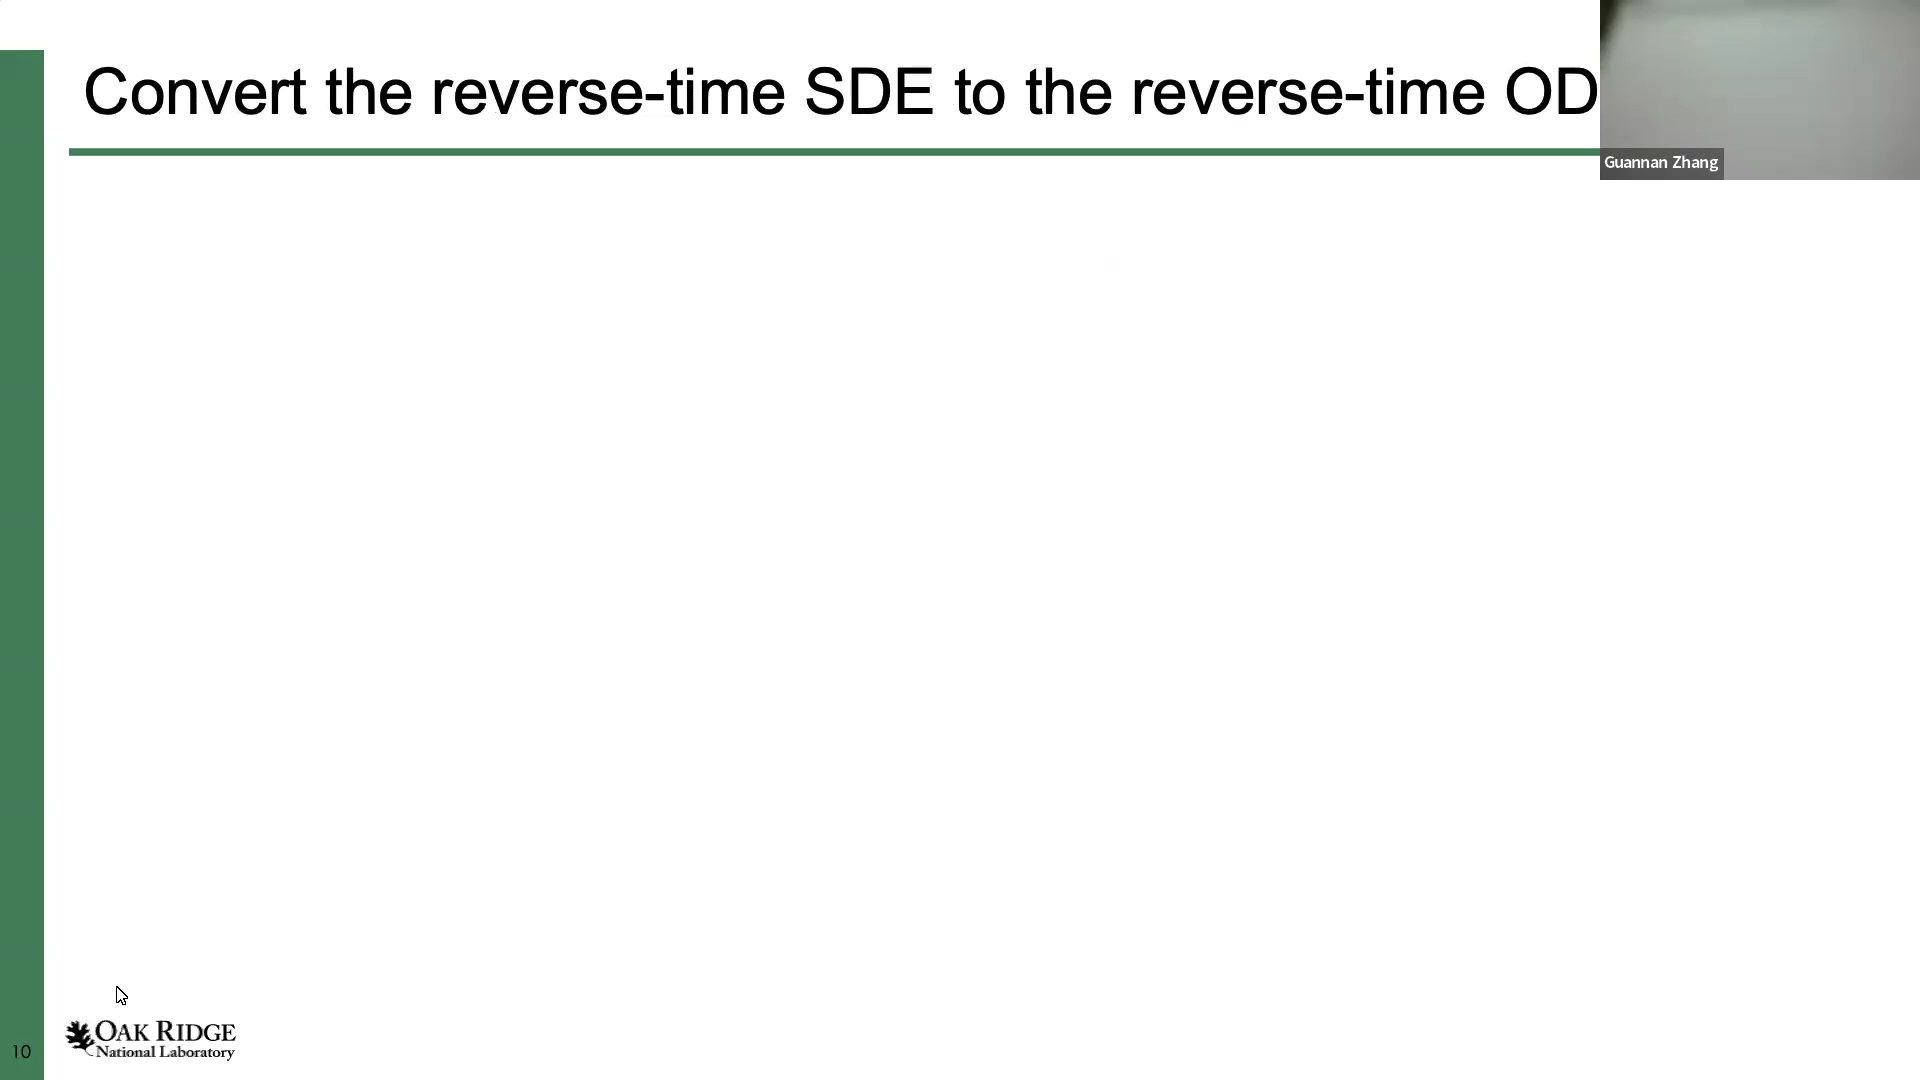 Convert the reverse-time SDE to the reverse-time OD
Guannan Zhang
OAK RIDGE
National Laboratory
10